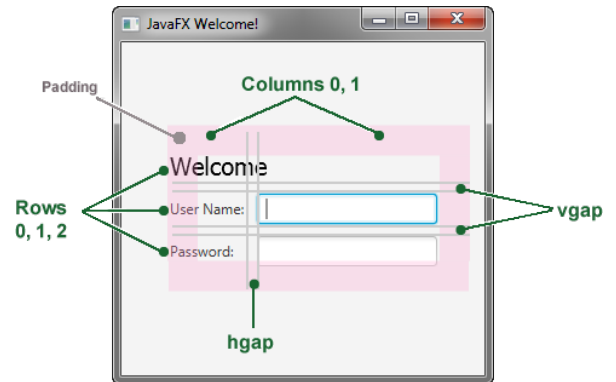 JavaFX Welcome!
Padding
Columns 0, 1
Welcome
Rows
0, 1, 2
User Name:
vgap
Password:
hgap